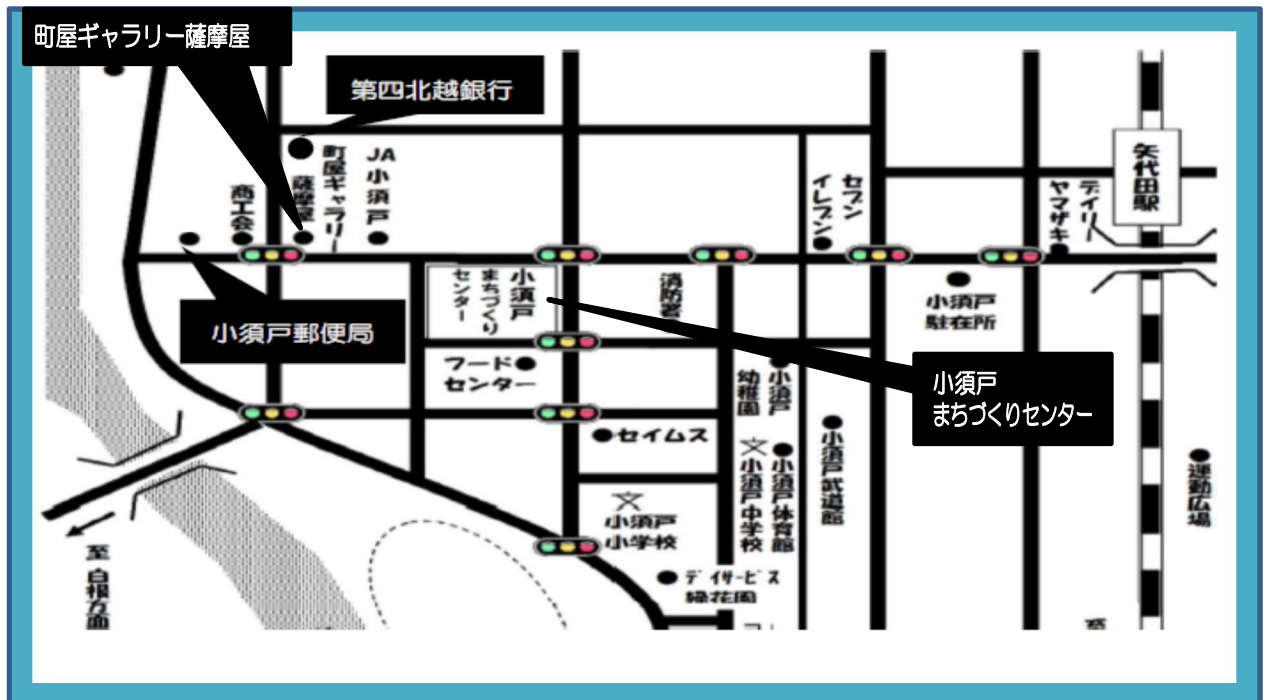 町屋ギャラリー薩摩屋
第四北越銀行
商工会
町屋ギャラリー
薩摩屋
JA小須戸
セブン
イレブン
デイリー
ヤマザキ
矢代田駅
小須戸郵便局
小須戸
まちづくり
センター
消防署
小須戸
駐在所
フード
センター
小須戸
幼稚園
小須戸
まちづくりセンター
セイムス
小須戸武道館
小須戸体育館
小須戸中学校
運動広場
小須戸
小学校
至 白根方面
デイサービス
緑花園
至